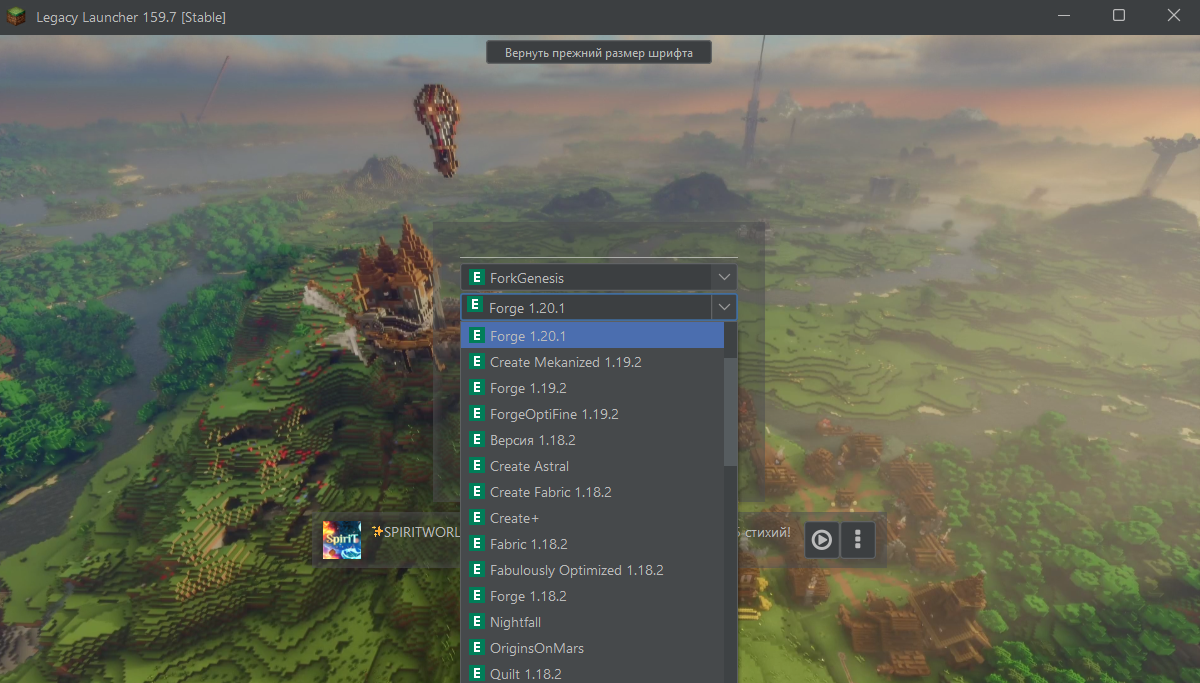 Legacy Launcher 159.7 [Stable]
Вернуть прежний размер шрифта
E ForkGenesis
E Forge 1.20.1
E Forge 1.20.1
E Create Mekanized 1.19.2
E Forge 1.19.2
E ForgeOptiFine 1.19.2
E Версия 1.18.2
E Create Astral
E Create Fabric 1.18.2
E Create+
E Fabric 1.18.2
E Fabulously Optimized 1.18.2
E Forge 1.18.2
E Nightfall
E OriginsOnMars
E Quilt 1.18.2
SpiriT
✨SPIRITWORL
стихий!